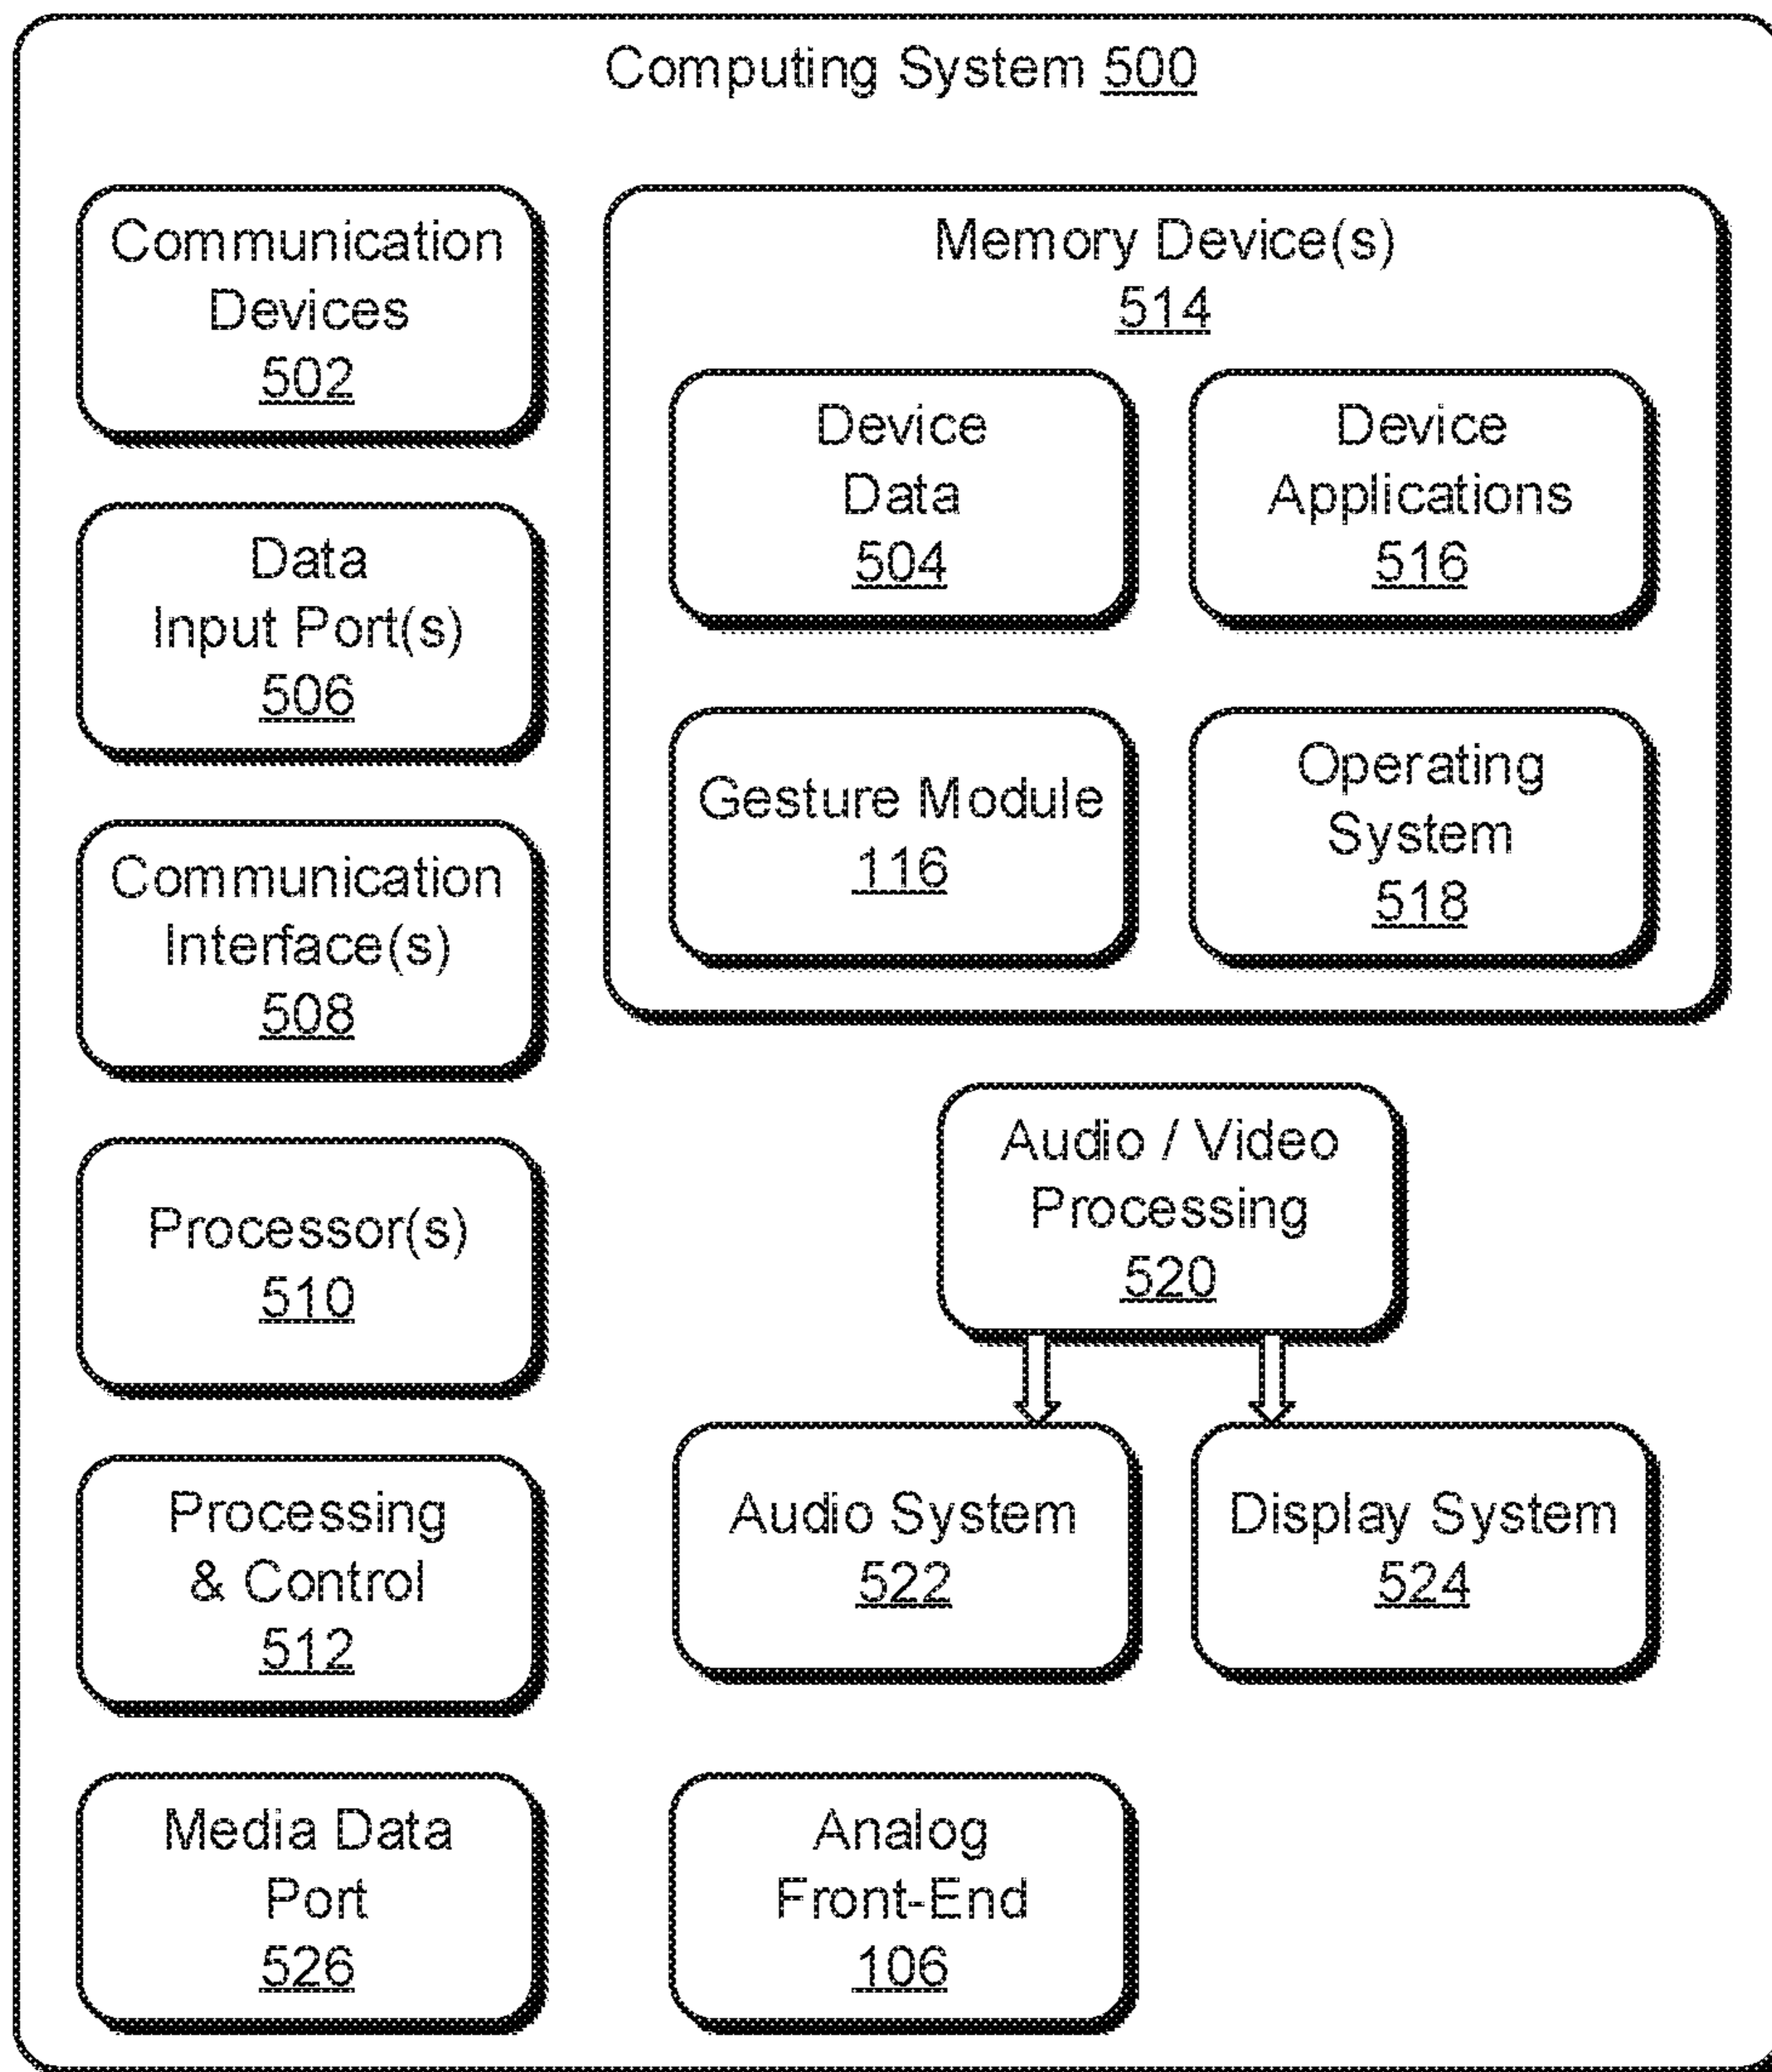 Computing System 500
Communication
Devices
502
Data
Input Port(s)
506
Communication
Interface(s)
508
Processor(s)
510
Processing
& Control
512
Media Data
Port
526
Memory Device(s)
514
Device
Data
504
Device
Applications
516
Gesture Module
116
Operating
System
518
Audio / Video
Processing
520
Audio System
522
Display System
524
Analog
Front-End
106